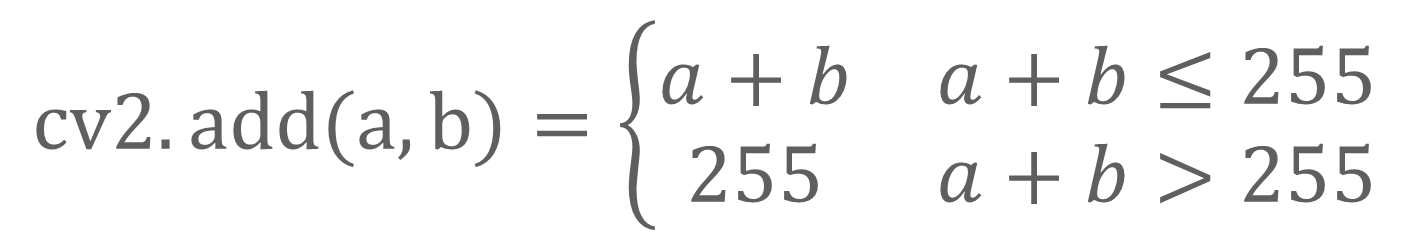 cv2. add(a, b) = { a + b   a + b ≤ 255
255   a + b > 255